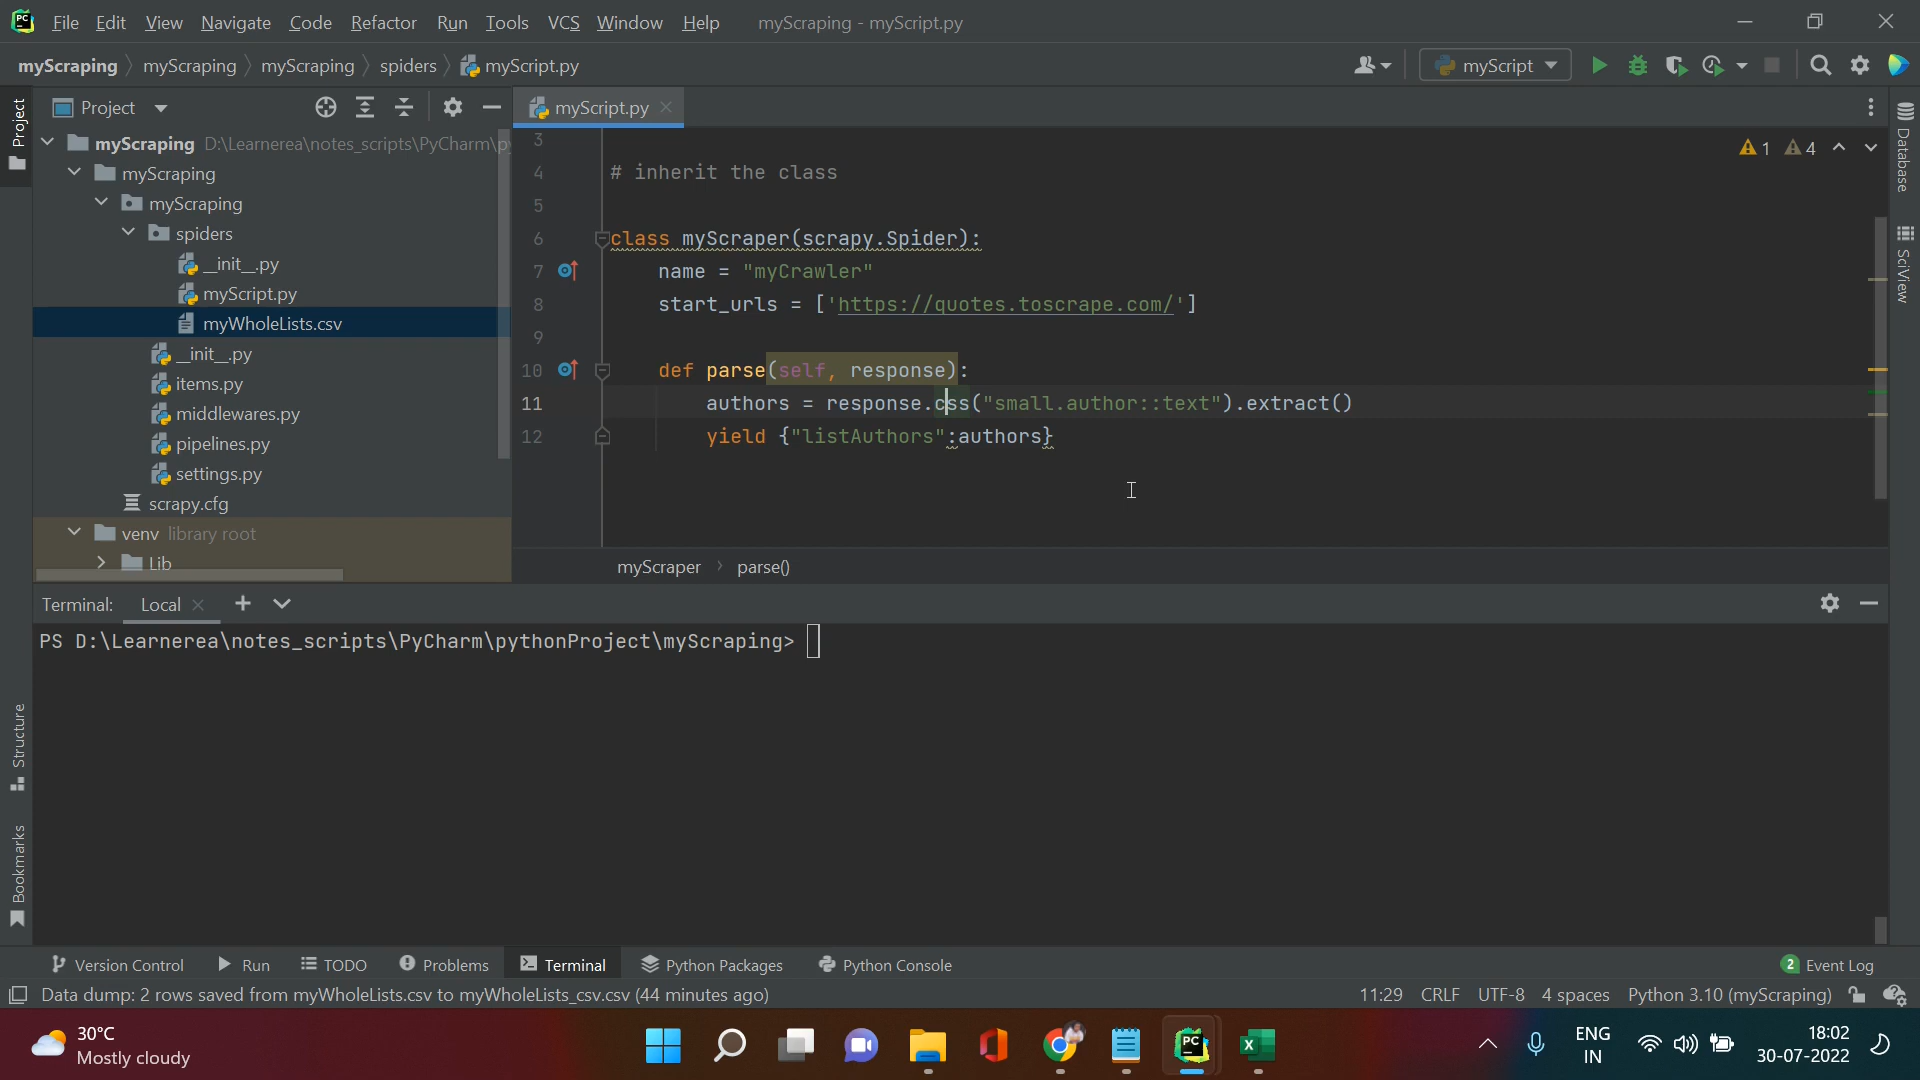 PC File Edit View Navigate Code Refactor Run Tools VCS Window Help myScraping - myScript.py
myScraping myScraping myScraping spiders myScript.py
myScript
Project
myScript.py
myScraping D:\Learnerea\notes_scripts\PyCharm\p
myScraping
myScraping
spiders
__init__.py
myScript.py
myWholeLists.csv
__init__.py
items.py
middlewares.py
pipelines.py
settings.py
scrapy.cfg
venv library root
Lib
Project
Structure
Bookmarks
3
4 # inherit the class
5
6 class myScraper(scrapy.Spider):
7 name = "myCrawler"
8 start_urls = ['https://quotes.toscrape.com/']
9
10 def parse(self, response):
11 authors = response.css("small.author::text").extract()
12 yield {"listAuthors":authors}
1 4
Database
SciView
myScraper parse()
Terminal: Local
PS D:\Learnerea\notes_scripts\PyCharm\pythonProject\myScraping>
Version Control Run TODO Problems Terminal Python Packages Python Console 2 Event Log
Data dump: 2 rows saved from myWholeLists.csv to myWholeLists_csv.csv (44 minutes ago) 11:29 CRLF UTF-8 4 spaces Python 3.10 (myScraping)
30°C
Mostly cloudy
PC
ENG
IN
18:02
30-07-2022